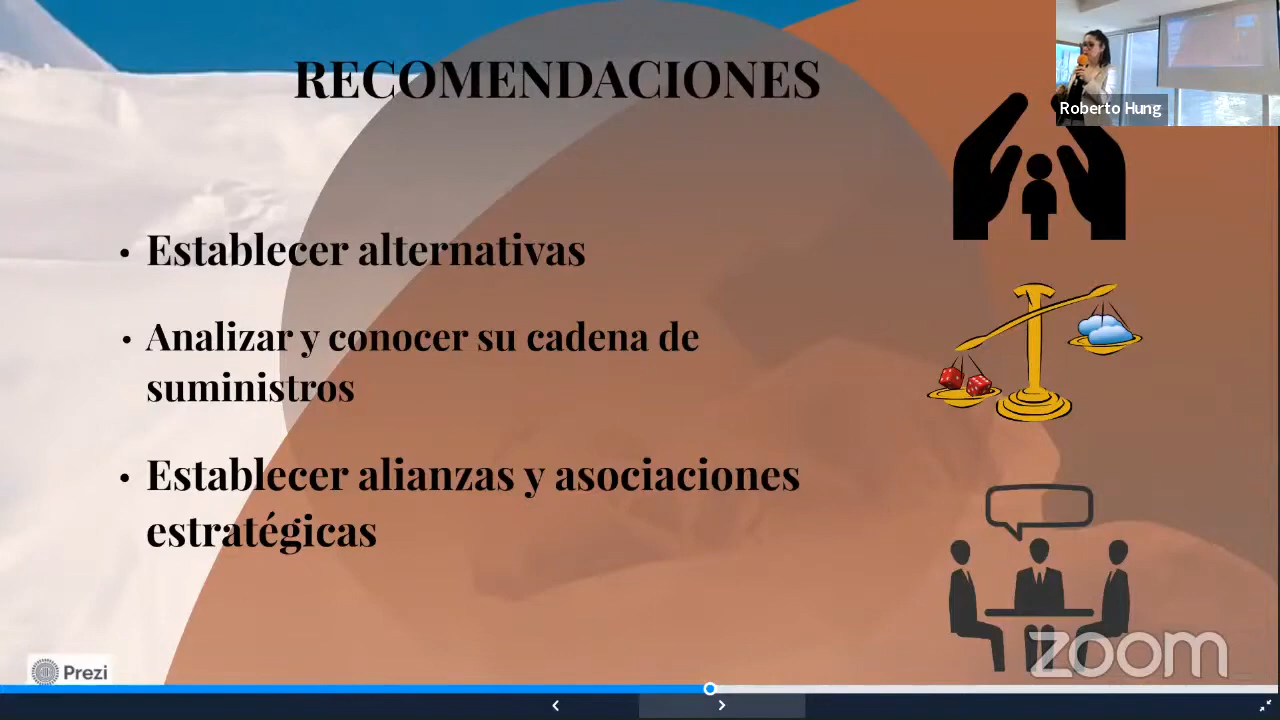 RECOMENDACIONES
Roberto Hung
• Establecer alternativas
• Analizar y conocer su cadena de
suministros
• Establecer alianzas y asociaciones
estratégicas
Prezi
zoom